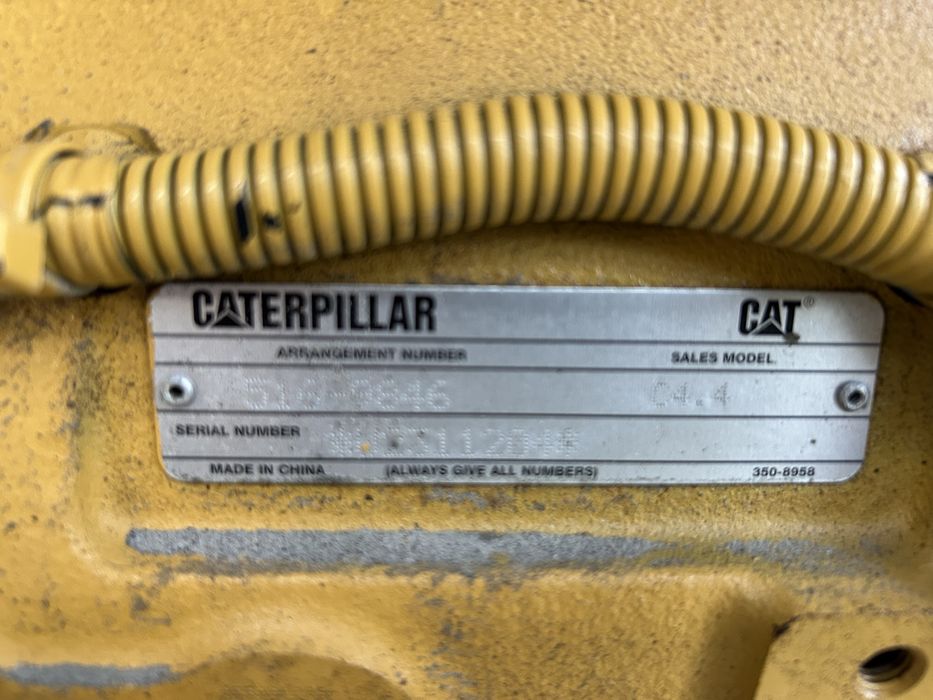 CATERPILLAR CAT®
ARRANGEMENT NUMBER SALES MODEL
C4.4
SERIAL NUMBER
MADE IN CHINA (ALWAYS GIVE ALL NUMBERS) 350-8958